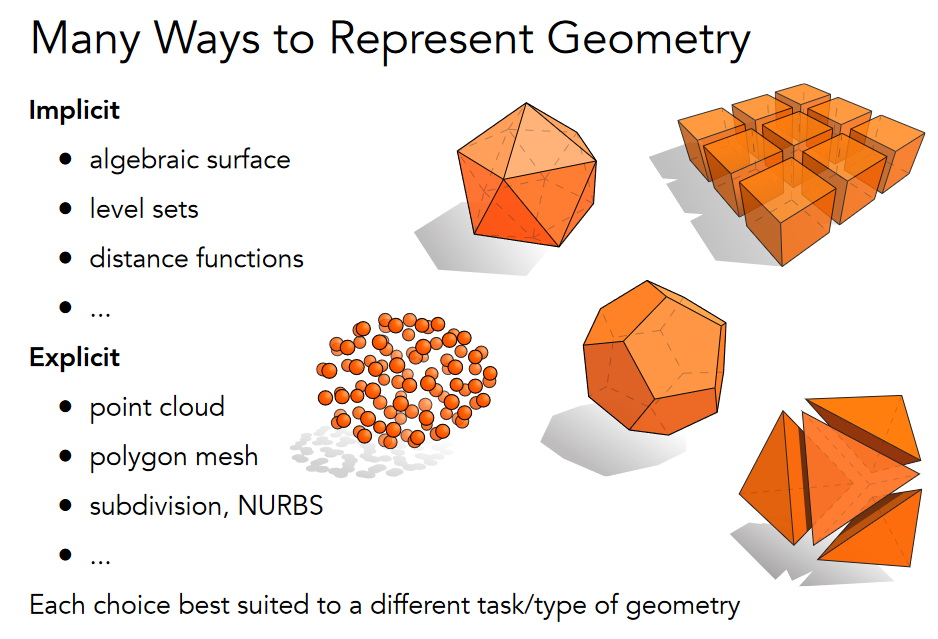 Many Ways to Represent Geometry
Implicit
● algebraic surface
● level sets
● distance functions
● ...
Explicit
● point cloud
● polygon mesh
● subdivision, NURBS
● ...
Each choice best suited to a different task/type of geometry